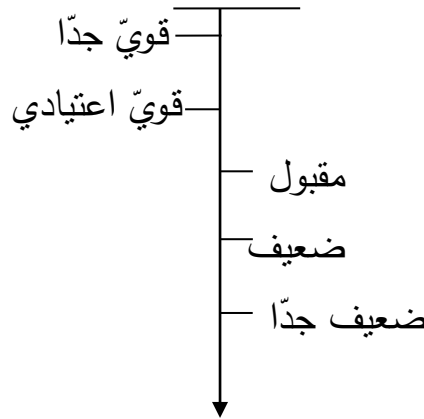 قويّ جدّا
قويّ اعتيادي
مقبول
ضعيف
ضعيف جدّا